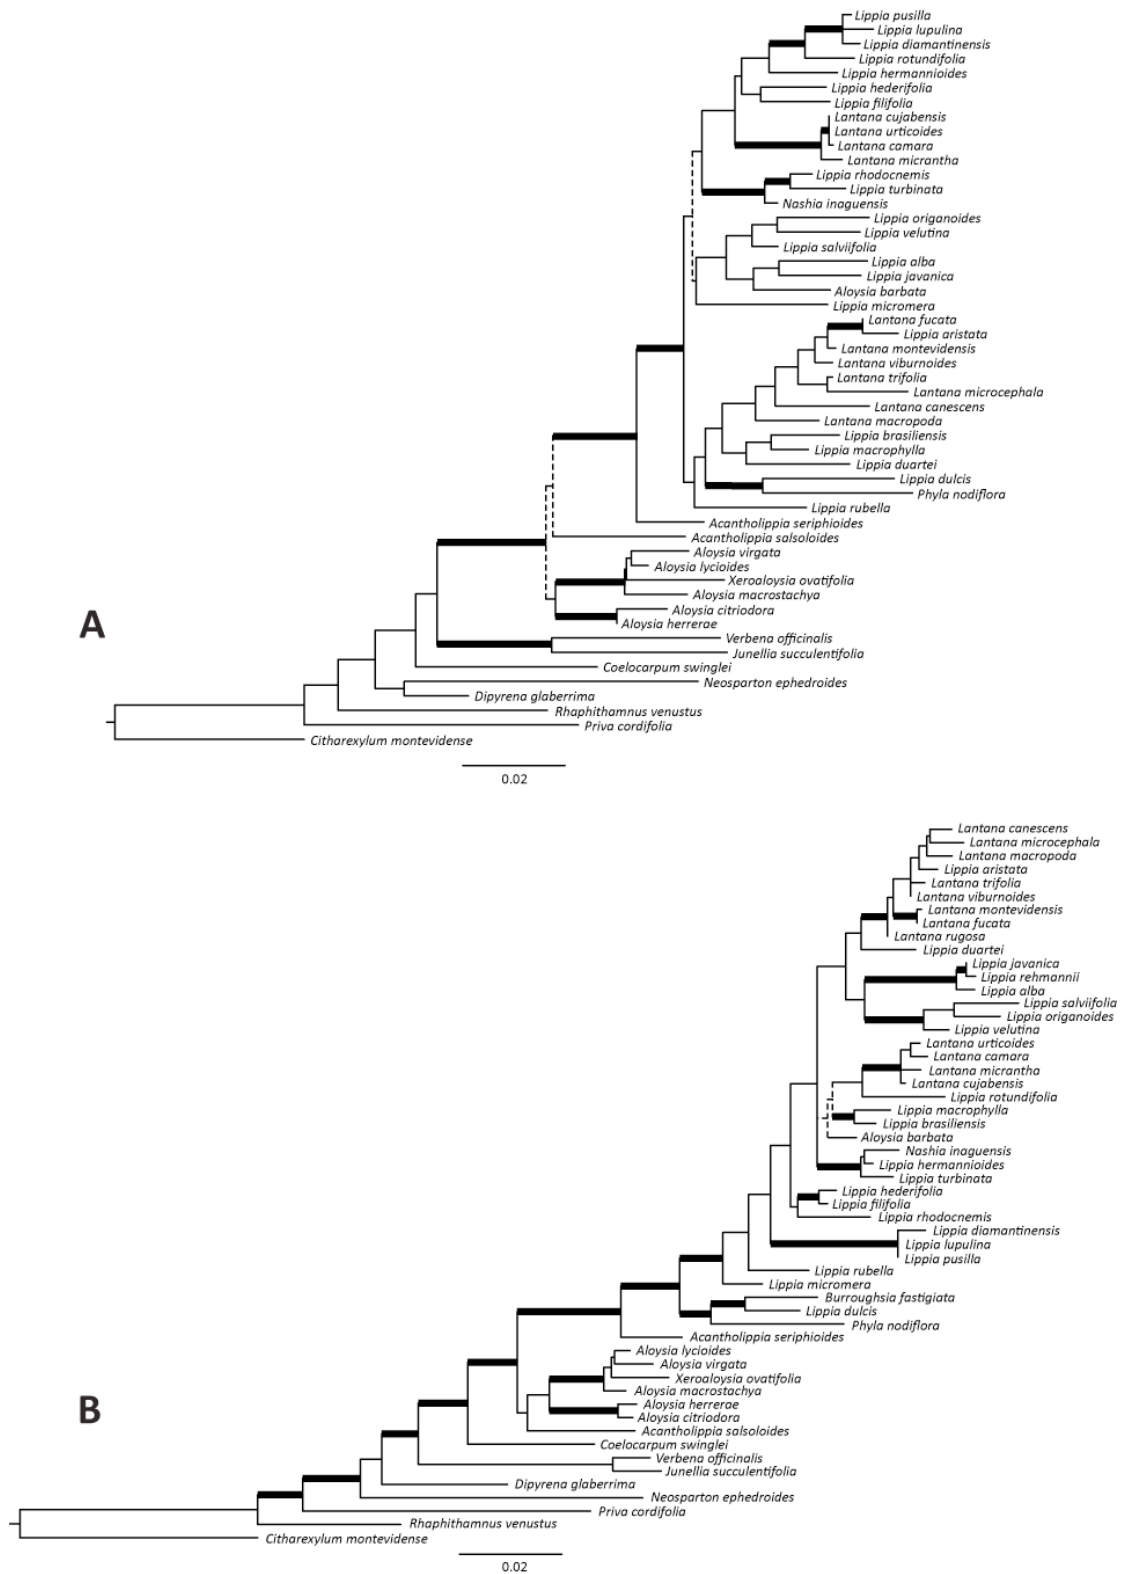 Lippia pusilla
Lippia lupulina
Lippia diamantinensis
Lippia rotundifolia
Lippia hermannioides
Lippia hederifolia
Lippia filifolia
Lantana cujabensis
Lantana urticoides
Lantana camara
Lantana micrantha
Lippia rhodocnemis
Lippia turbinata
Nashia inaguensis
Lippia origanoides
Lippia velutina
Lippia salviifolia
Lippia alba
Lippia javanica
Aloysia barbata
Lippia micromera
Lantana fucata
Lippia aristata
Lantana montevidensis
Lantana viburnoides
Lantana trifolia
Lantana microcephala
Lantana canescens
Lantana macropoda
Lippia brasiliensis
Lippia macrophylla
Lippia duartei
Lippia dulcis
Phyla nodiflora
Lippia rubella
Acantholippia seriphioides
Acantholippia salsoloides
Aloysia virgata
Aloysia lycioides
Xeroaloysia ovatifolia
Aloysia macrostachya
Aloysia citriodora
Aloysia herrerae
A
Verbena officinalis
Junellia succulentifolia
Coelocarpum swinglei
Neosparton ephedroides
Dipyrena glaberrima
Rhaphithamnus venustus
Priva cordifolia
Citharexylum montevidense
0.02
Lantana canescens
Lantana microcephala
Lantana macropoda
Lippia aristata
Lantana trifolia
Lantana viburnoides
Lantana montevidensis
Lantana fucata
Lantana rugosa
Lippia duartei
Lippia javanica
Lippia rehmannii
Lippia alba
Lippia salviifolia
Lippia origanoides
Lippia velutina
Lantana urticoides
Lantana camara
Lantana micrantha
Lantana cujabensis
Lippia rotundifolia
Lippia macrophylla
Lippia brasiliensis
Aloysia barbata
Nashia inaguensis
Lippia hermannioides
Lippia turbinata
Lippia hederifolia
Lippia filifolia
Lippia rhodocnemis
Lippia diamantinensis
Lippia lupulina
Lippia pusilla
Lippia rubella
Lippia micromera
Burroughsia fastigiata
Lippia dulcis
Phyla nodiflora
Acantholippia seriphioides
Aloysia lycioides
Aloysia virgata
Xeroaloysia ovatifolia
Aloysia macrostachya
Aloysia herrerae
B
Aloysia citriodora
Acantholippia salsoloides
Coelocarpum swinglei
Verbena officinalis
Junellia succulentifolia
Dipyrena glaberrima
Neosparton ephedroides
Priva cordifolia
Rhaphithamnus venustus
Citharexylum montevidense
0.02